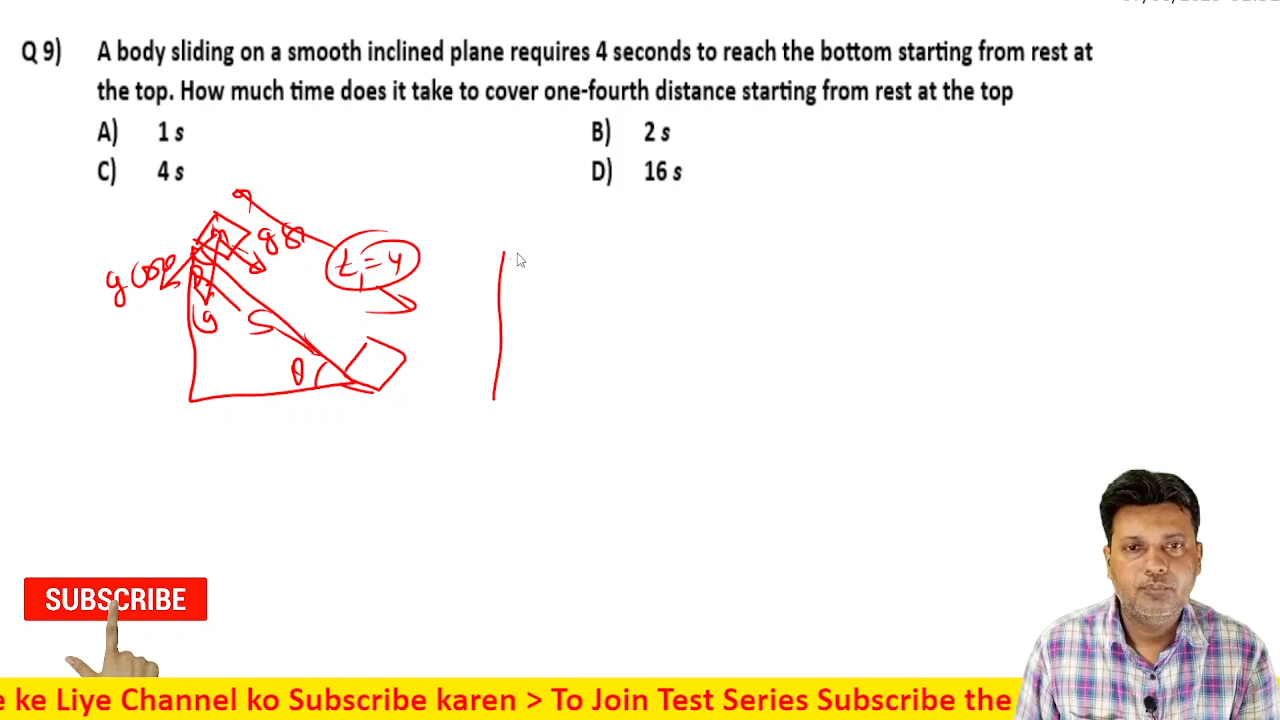 Q 9) A body sliding on a smooth inclined plane requires 4 seconds to reach the bottom starting from rest at
the top. How much time does it take to cover one-fourth distance starting from rest at the top
A) 1 s B) 2 s
C) 4 s D) 16 s
t₁ = 4
g cosθ
g
S
θ
SUBSCRIBE
e ke Liye Channel ko Subscribe karen > To Join Test Series Subscribe the